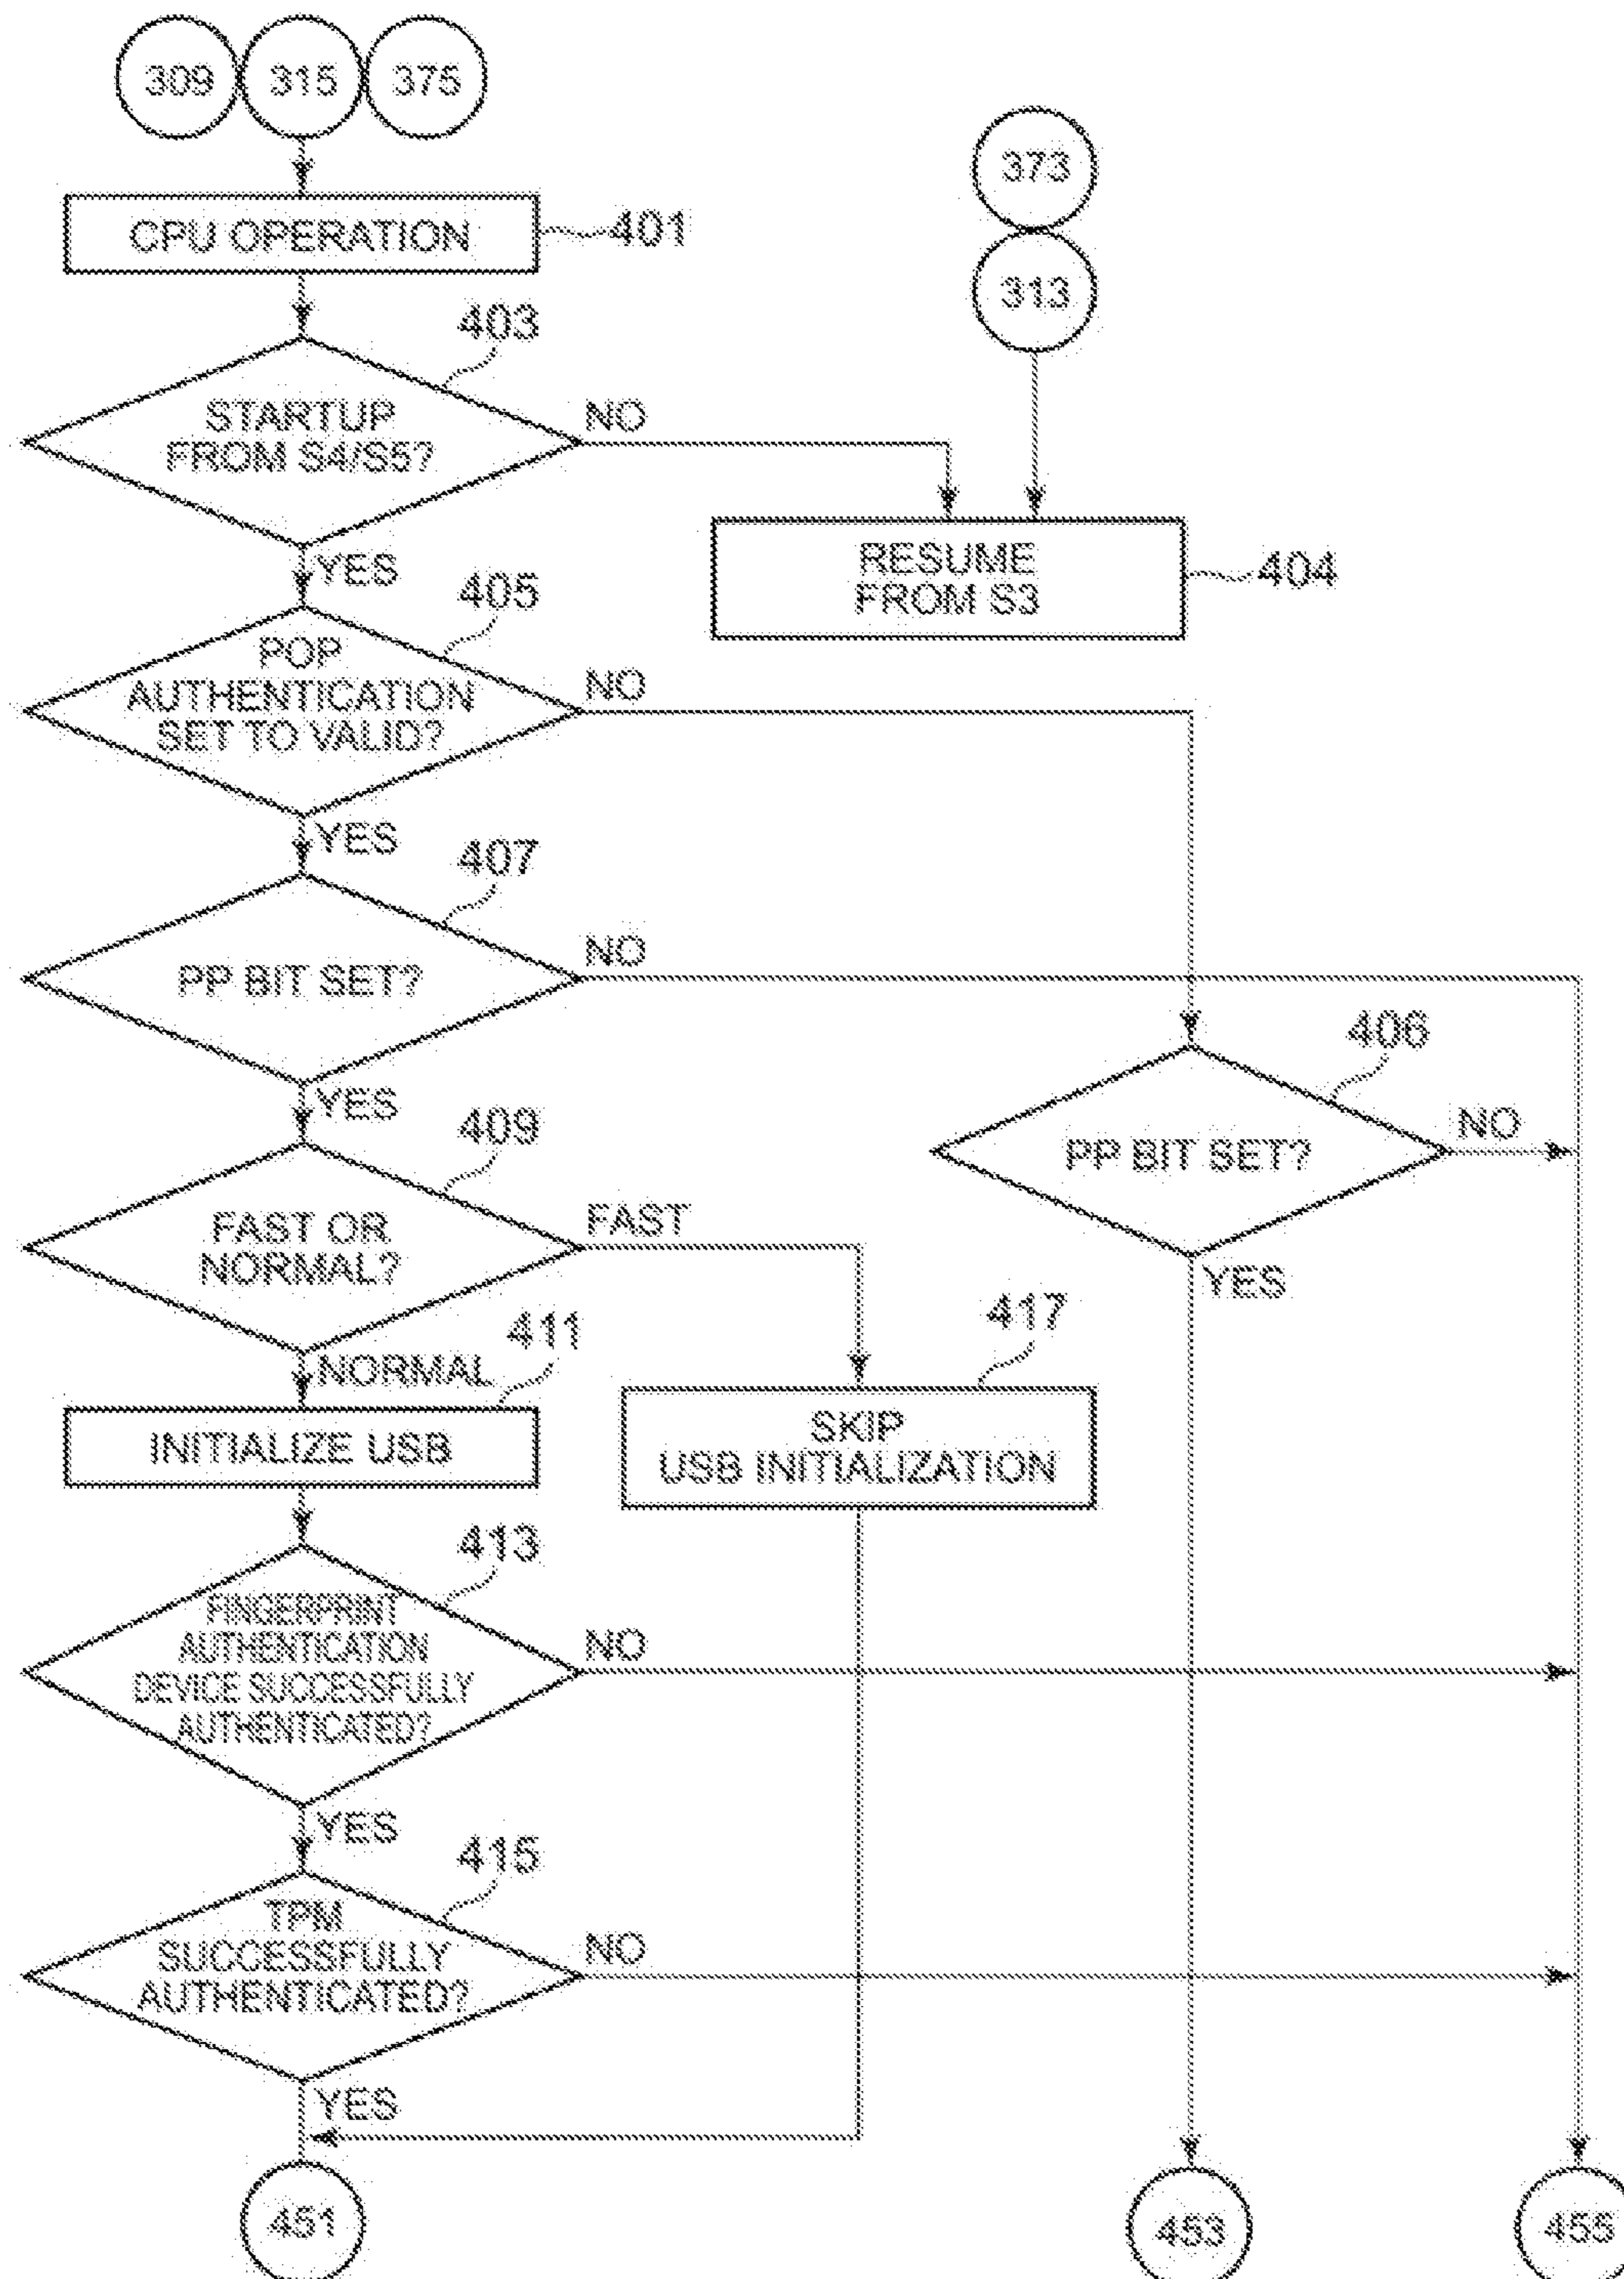 309 315 375
373
CPU OPERATION
401
313
403
STARTUP
FROM S4/S5?
NO
YES
RESUME
FROM S3
404
405
POP
AUTHENTICATION
SET TO VALID?
NO
YES
407
PP BIT SET?
NO
YES
406
PP BIT SET?
NO
YES
409
FAST OR
NORMAL?
FAST
NORMAL
411
INITIALIZE USB
417
SKIP
USB INITIALIZATION
413
FINGERPRINT
AUTHENTICATION
DEVICE SUCCESSFULLY
AUTHENTICATED?
NO
YES
415
TPM
SUCCESSFULLY
AUTHENTICATED?
NO
YES
451
453
455